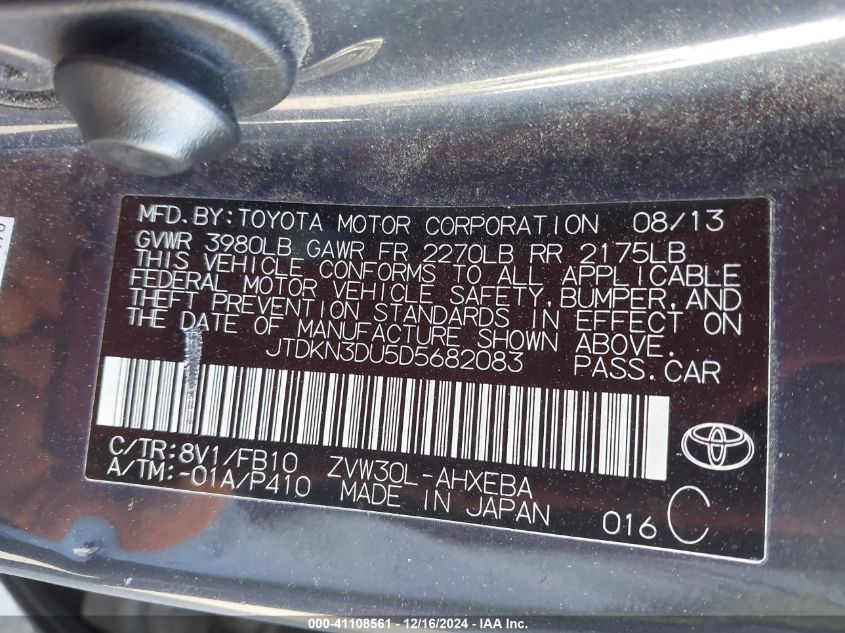 MFD.BY:TOYOTA MOTOR CORPORATION 08/13
GVWR 3980LB GAWR FR 2270LB RR 2175LB
THIS VEHICLE CONFORMS TO ALL APPLICABLE
FEDERAL MOTOR VEHICLE SAFETY,BUMPER,AND
THEFT PREVENTION STANDARDS IN EFFECT ON
THE DATE OF MANUFACTURE SHOWN ABOVE.
JTDKN3DU5D5682083 PASS.CAR
C/TR:8V1/FB10 ZVW30L-AHXEBA
A/TM:-01A/P410 MADE IN JAPAN 016 C
000-41108561 - 12/16/2024 - IAA Inc.